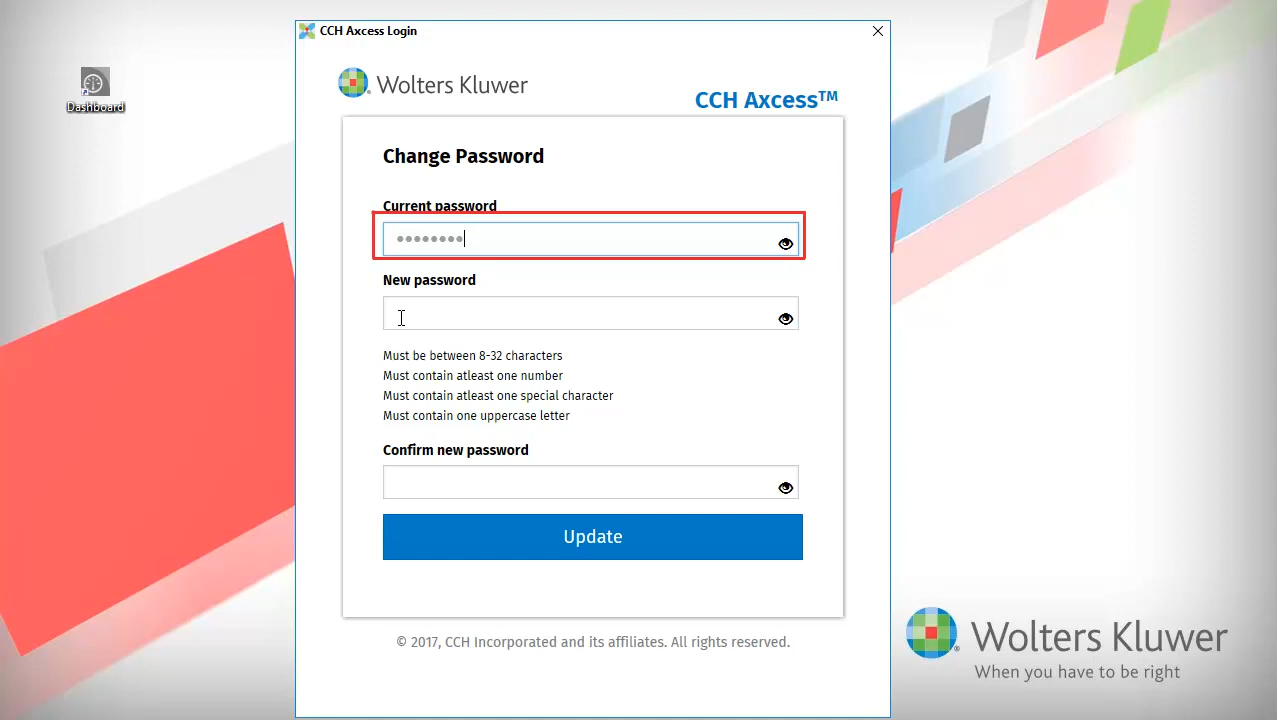 CCH Axcess Login
Dashboard
Wolters Kluwer
CCH Axcess™
Change Password
Current password
••••••••
New password
Must be between 8-32 characters
Must contain atleast one number
Must contain atleast one special character
Must contain one uppercase letter
Confirm new password
Update
© 2017, CCH Incorporated and its affiliates. All rights reserved.
Wolters Kluwer
When you have to be right